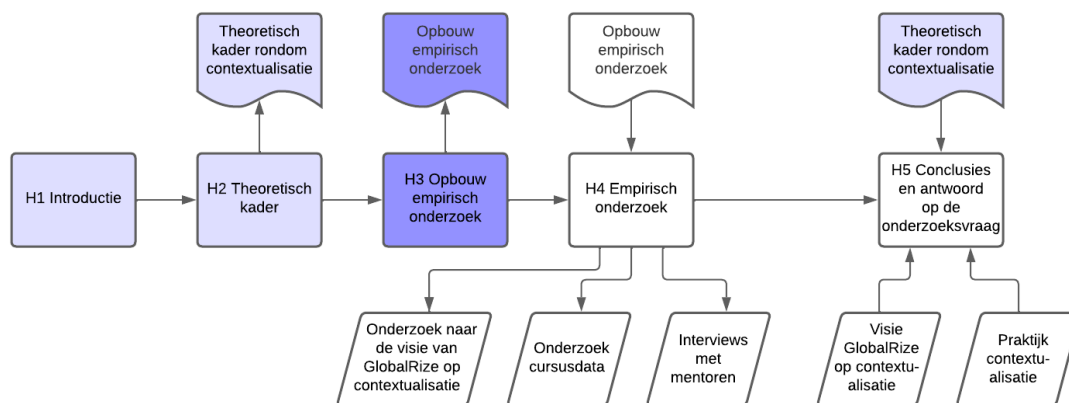 Theoretisch
kader rondom
contextualisatie
Opbouw
empirisch
onderzoek
Opbouw
empirisch
onderzoek
Theoretisch
kader rondom
contextualisatie
H1 Introductie
H2 Theoretisch
kader
H3 Opbouw
empirisch
onderzoek
H4 Empirisch
onderzoek
H5 Conclusies
en antwoord
op de
onderzoeksvraag
Onderzoek naar
de visie van
GlobalRize op
contextualisatie
Onderzoek
cursusdata
Interviews
met
mentoren
Visie
GlobalRize
op contextu-
alisatie
Praktijk
contextu-
alisatie